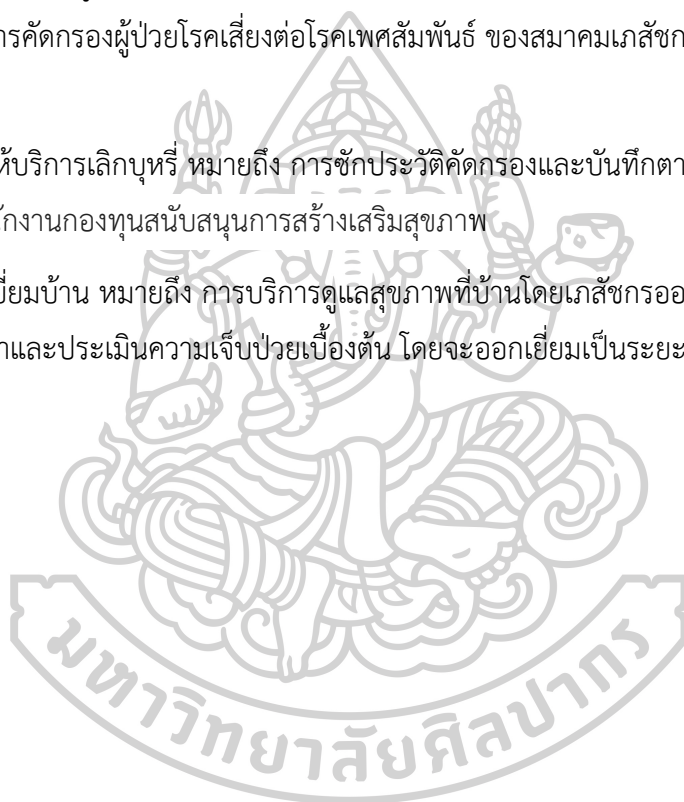 ารคัดกรองผู้ป่วยโรคเสี่ยงต่อโรคเพศสัมพันธ์ ของสมาคมเภสัชก
ห้บริการเลิกบุหรี่ หมายถึง การซักประวัติคัดกรองและบันทึกตา
ักงานกองทุนสนับสนุนการสร้างเสริมสุขภาพ
ยี่ยมบ้าน หมายถึง การบริการดูแลสุขภาพที่บ้านโดยเภสัชกรออ
าและประเมินความเจ็บป่วยเบื้องต้น โดยจะออกเยี่ยมเป็นระยะ
มหาวิทยาลัยศิลปากร